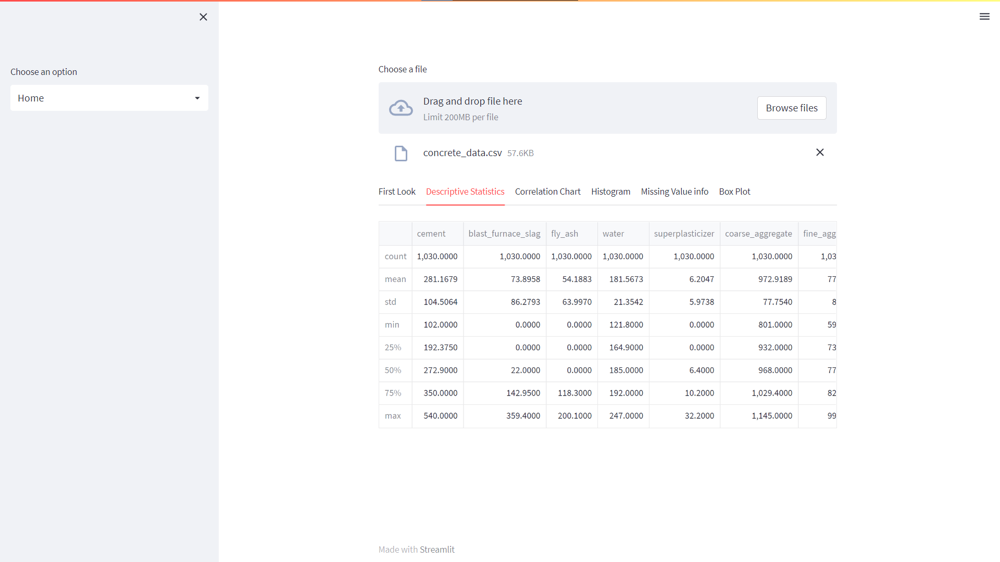 Choose an option
Home
Choose a file
Drag and drop file here
Limit 200MB per file
Browse files
concrete_data.csv 57.6KB
First Look Descriptive Statistics Correlation Chart Histogram Missing Value info Box Plot
cement blast_furnace_slag fly_ash water superplasticizer coarse_aggregate fine_agg
count 1,030.0000 1,030.0000 1,030.0000 1,030.0000 1,030.0000 1,030.0000 1,03
mean 281.1679 73.8958 54.1883 181.5673 6.2047 972.9189 77
std 104.5064 86.2793 63.9970 21.3542 5.9738 77.7540 8
min 102.0000 0.0000 0.0000 121.8000 0.0000 801.0000 59
25% 192.3750 0.0000 0.0000 164.9000 0.0000 932.0000 73
50% 272.9000 22.0000 0.0000 185.0000 6.4000 968.0000 77
75% 350.0000 142.9500 118.3000 192.0000 10.2000 1,029.4000 82
max 540.0000 359.4000 200.1000 247.0000 32.2000 1,145.0000 99
Made with Streamlit